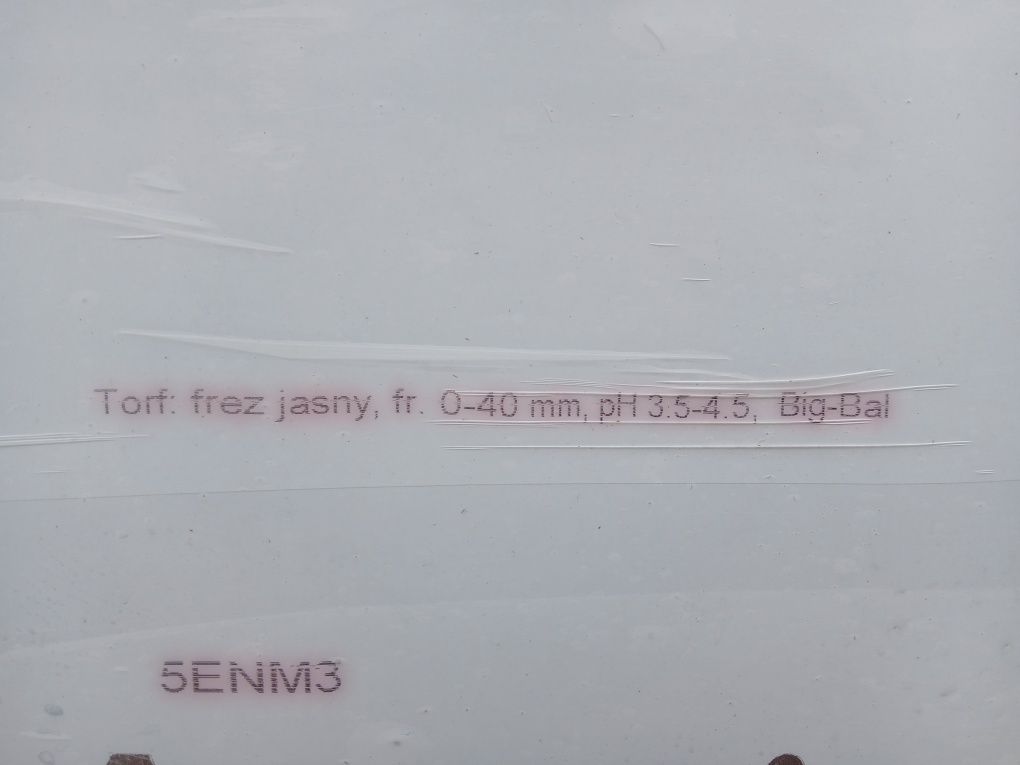 Torf: frez jasny, fr. 0-40 mm, pH 3.5-4.5, Big-Bal
5ENM3